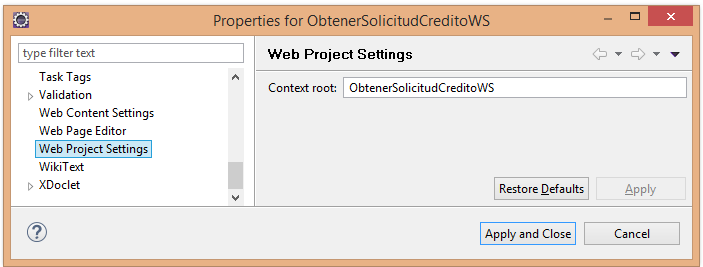 Properties for ObtenerSolicitudCreditoWS
type filter text
Task Tags
Validation
Web Content Settings
Web Page Editor
Web Project Settings
WikiText
XDoclet
Web Project Settings
Context root: ObtenerSolicitudCreditoWS
Restore Defaults Apply
? Apply and Close Cancel